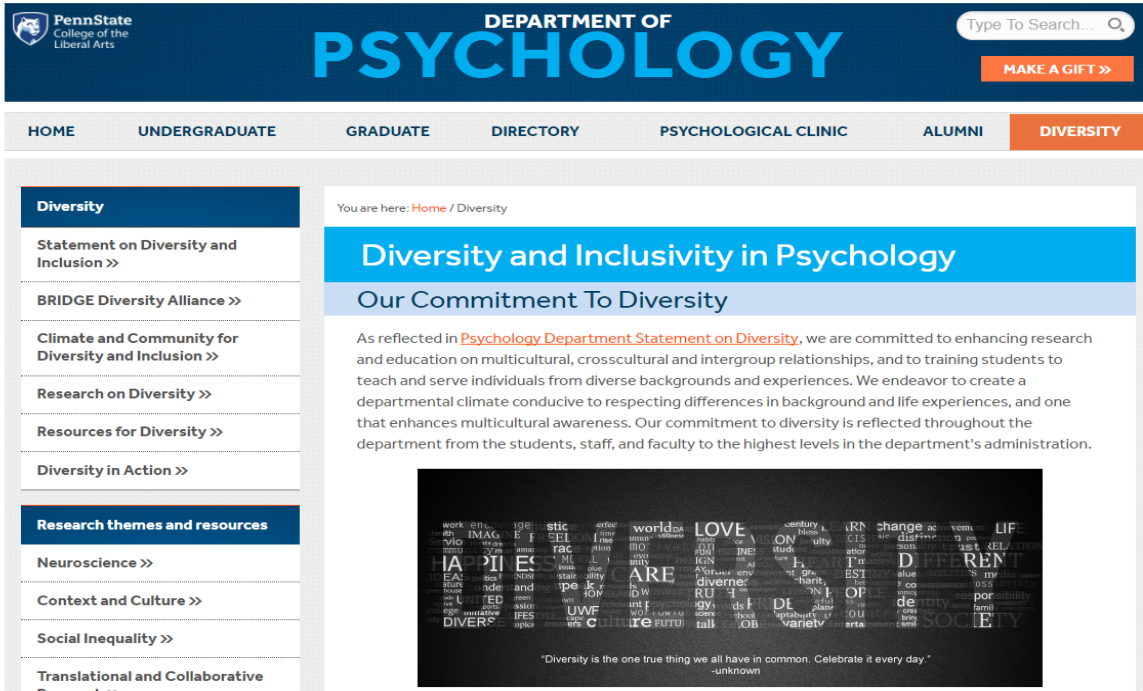 PennState
College of the
Liberal Arts
DEPARTMENT OF
PSYCHOLOGY
Type To Search...
MAKE A GIFT »
HOME UNDERGRADUATE GRADUATE DIRECTORY PSYCHOLOGICAL CLINIC ALUMNI DIVERSITY
Diversity
Statement on Diversity and
Inclusion »
BRIDGE Diversity Alliance »
Climate and Community for
Diversity and Inclusion »
Research on Diversity »
Resources for Diversity »
Diversity in Action »
Research themes and resources
Neuroscience »
Context and Culture »
Social Inequality »
Translational and Collaborative
You are here: Home / Diversity
Diversity and Inclusivity in Psychology
Our Commitment To Diversity
As reflected in Psychology Department Statement on Diversity, we are committed to enhancing research
and education on multicultural, crosscultural and intergroup relationships, and to training students to
teach and serve individuals from diverse backgrounds and experiences. We endeavor to create a
departmental climate conducive to respecting differences in background and life experiences, and one
that enhances multicultural awareness. Our commitment to diversity is reflected throughout the
department from the students, staff, and faculty to the highest levels in the department's administration.
DIVERSITY
"Diversity is the one true thing we all have in common. Celebrate it every day."
-unknown